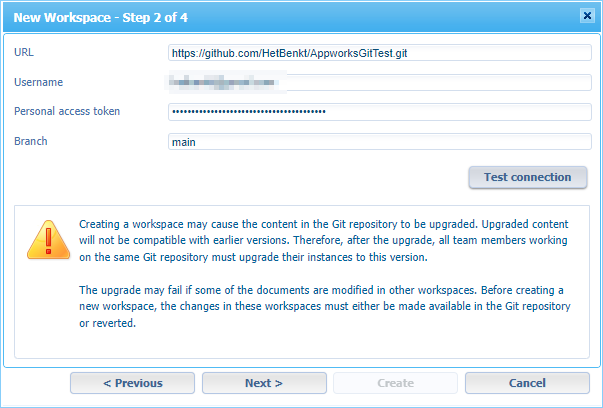 New Workspace - Step 2 of 4
URL
https://github.com/HetBenkt/AppworksGitTest.git
Username
Personal access token
••••••••••••••••••••••••••••••••••••••••
Branch
main
Test connection
Creating a workspace may cause the content in the Git repository to be upgraded. Upgraded content
will not be compatible with earlier versions. Therefore, after the upgrade, all team members working
on the same Git repository must upgrade their instances to this version.
The upgrade may fail if some of the documents are modified in other workspaces. Before creating a
new workspace, the changes in these workspaces must either be made available in the Git repository
or reverted.
< Previous
Next >
Create
Cancel